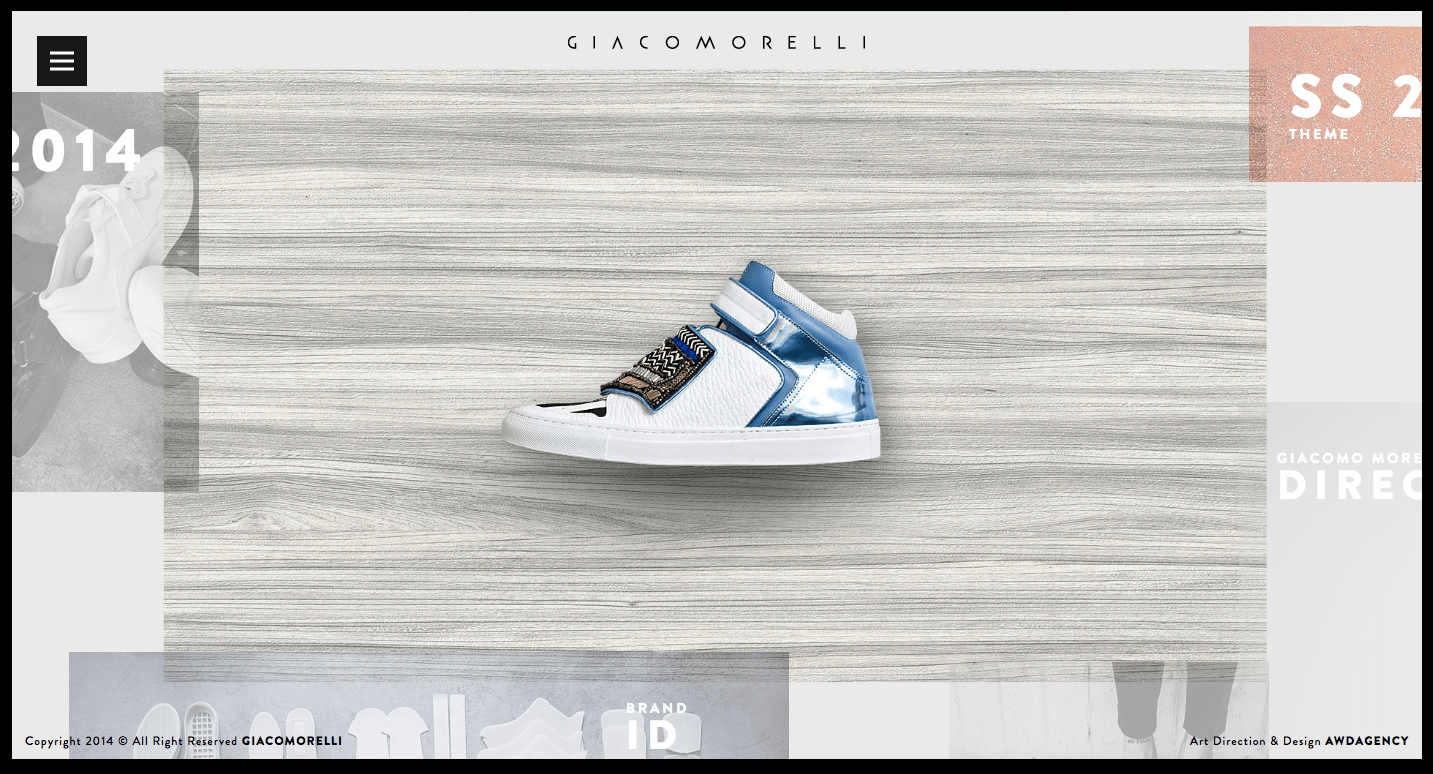 GIACOMORELLI
2014
SS 2
THEME
GIACOMO MORE
DIREC
BRAND
ID
Copyright 2014 © All Right Reserved GIACOMORELLI
Art Direction & Design AWDAGENCY